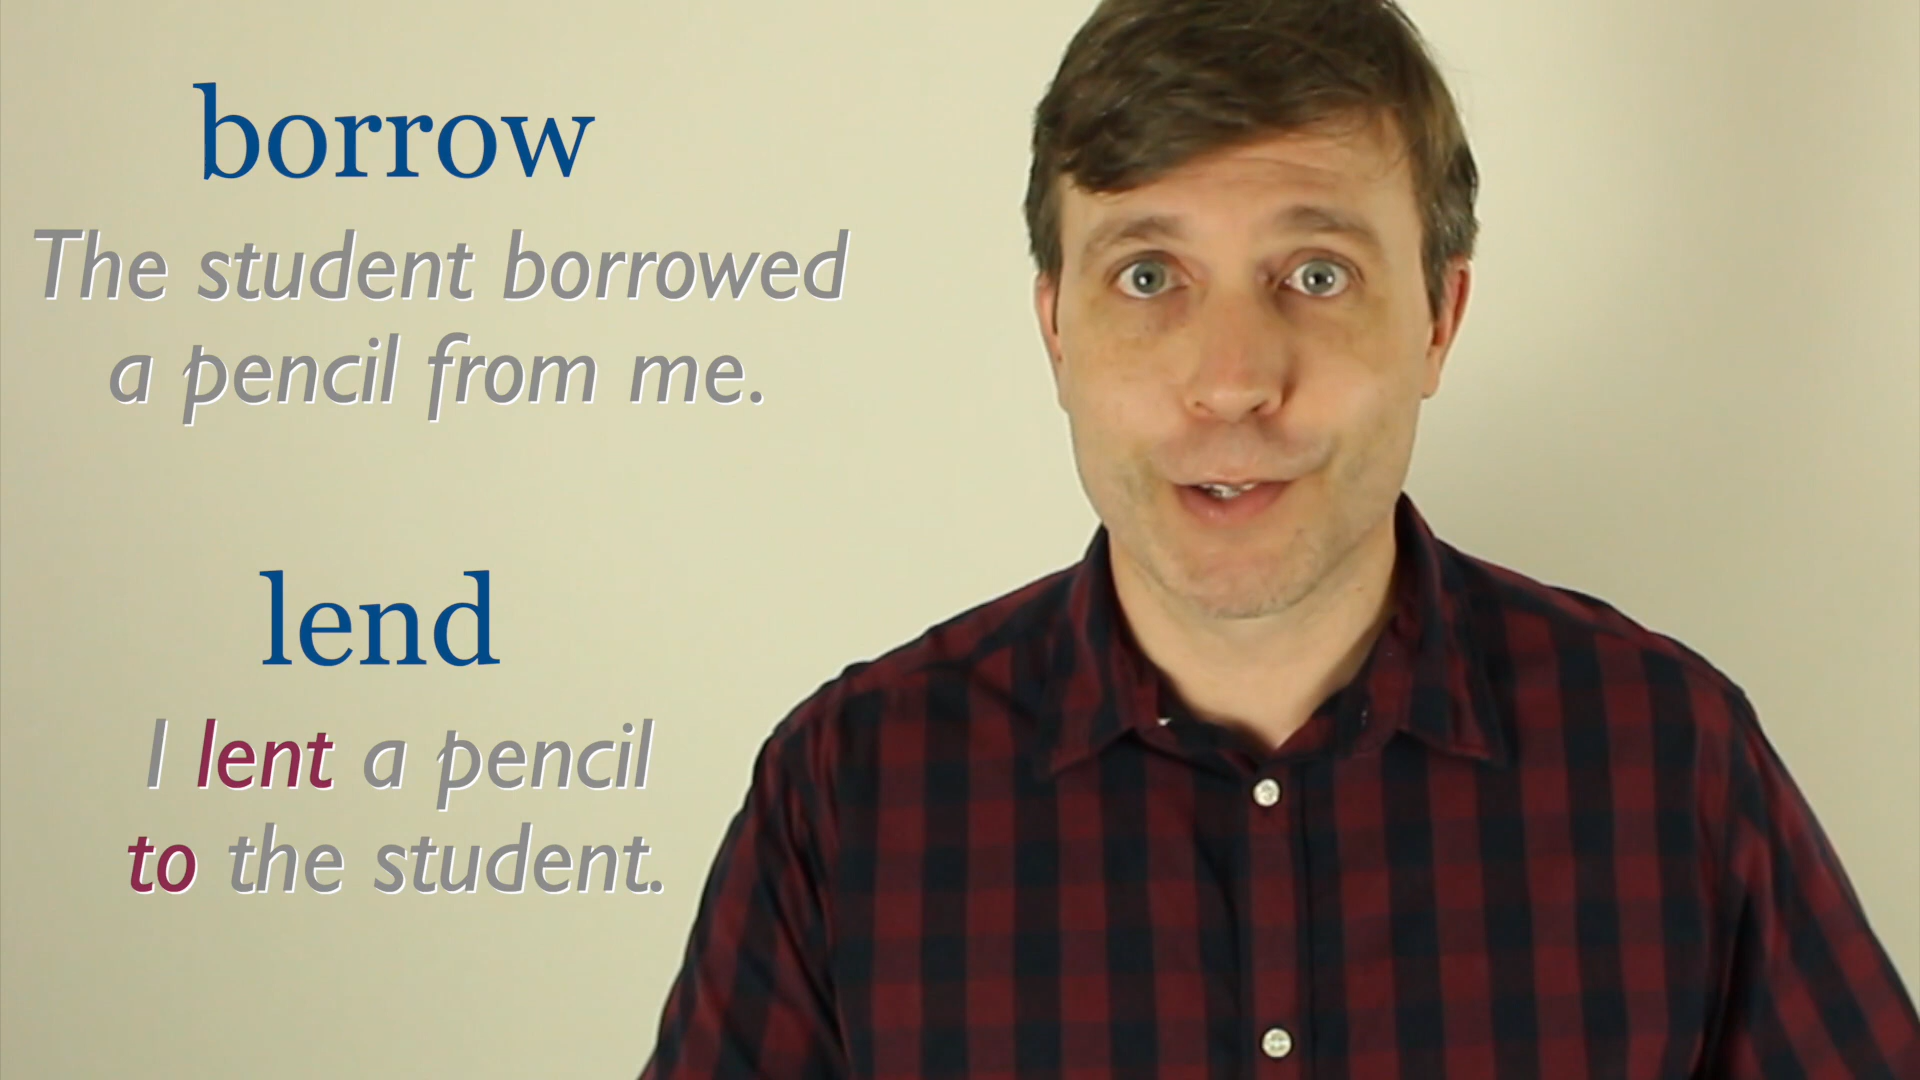 borrow
The student borrowed
a pencil from me.
lend
I lent a pencil
to the student.